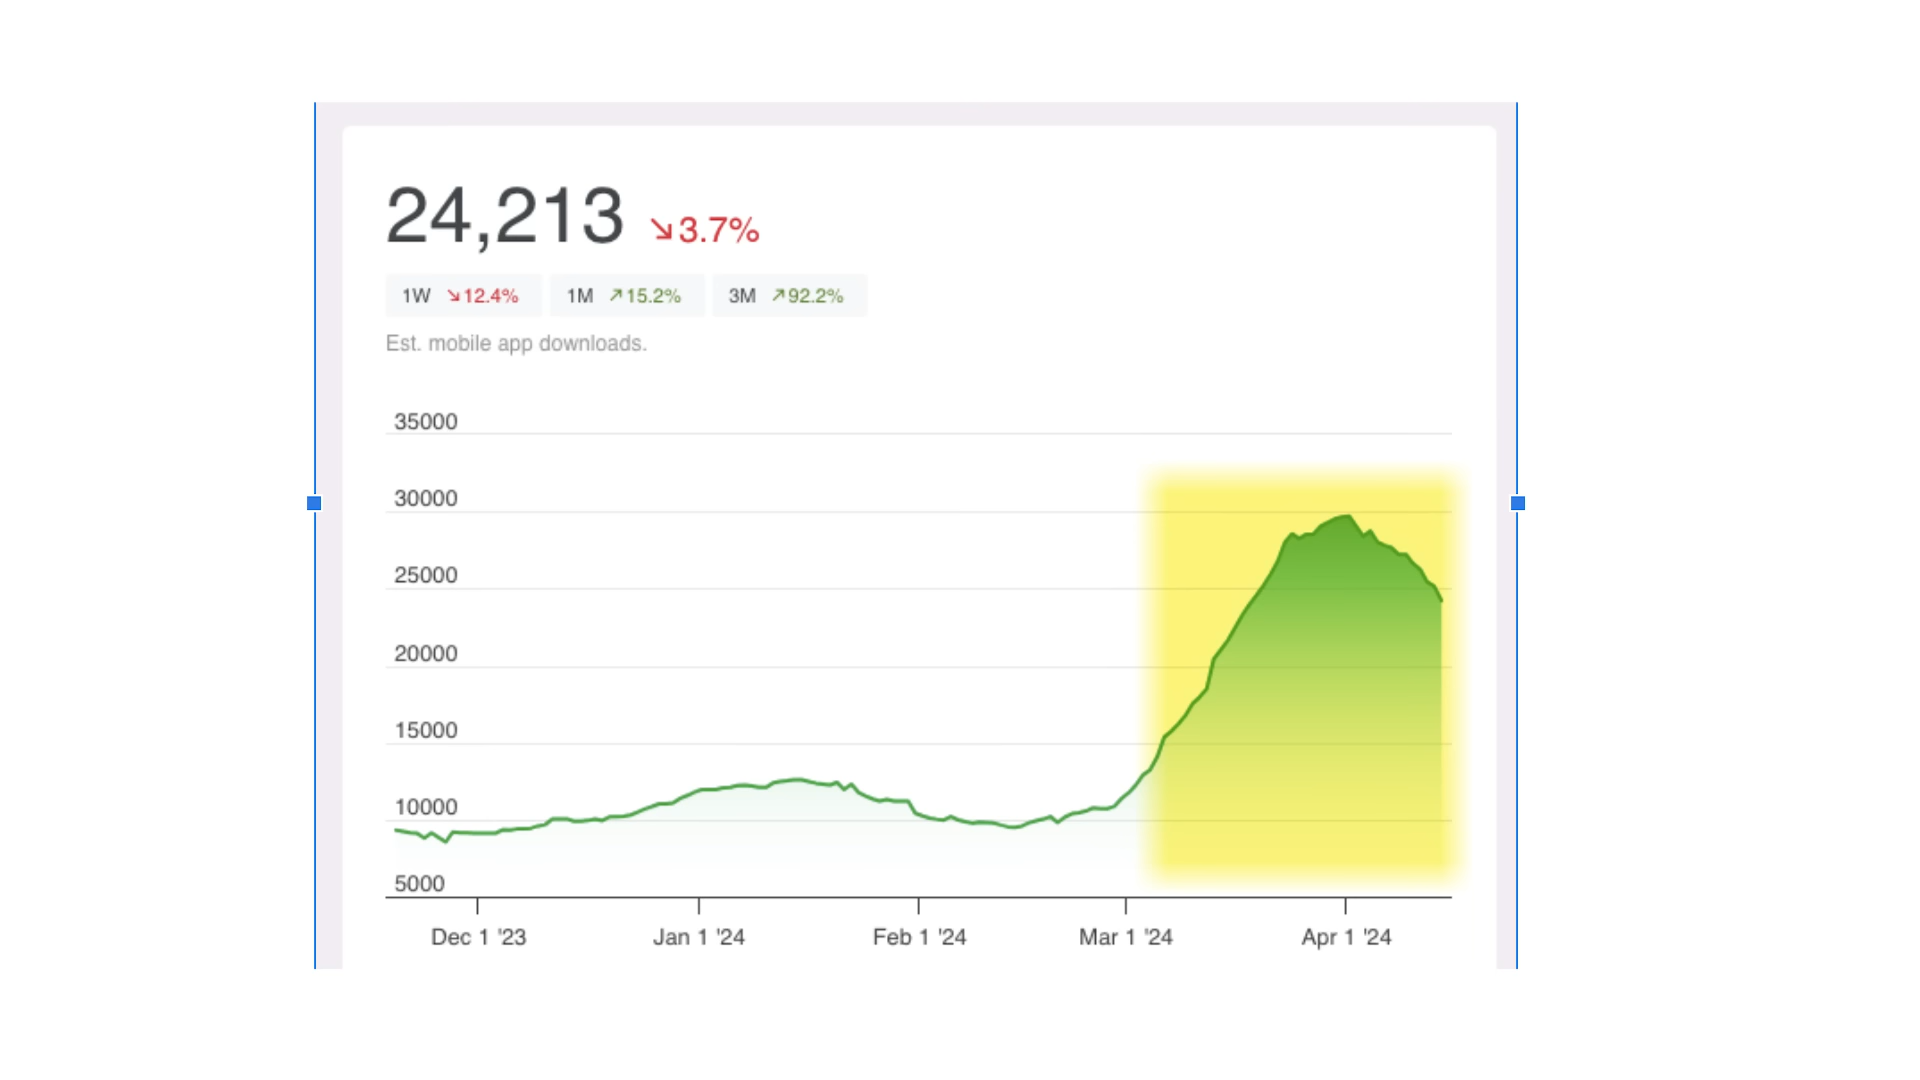 24,213 ↘3.7%
1W ↘12.4% 1M ↗15.2% 3M ↗92.2%
Est. mobile app downloads.
35000
30000
25000
20000
15000
10000
5000
Dec 1 '23 Jan 1 '24 Feb 1 '24 Mar 1 '24 Apr 1 '24